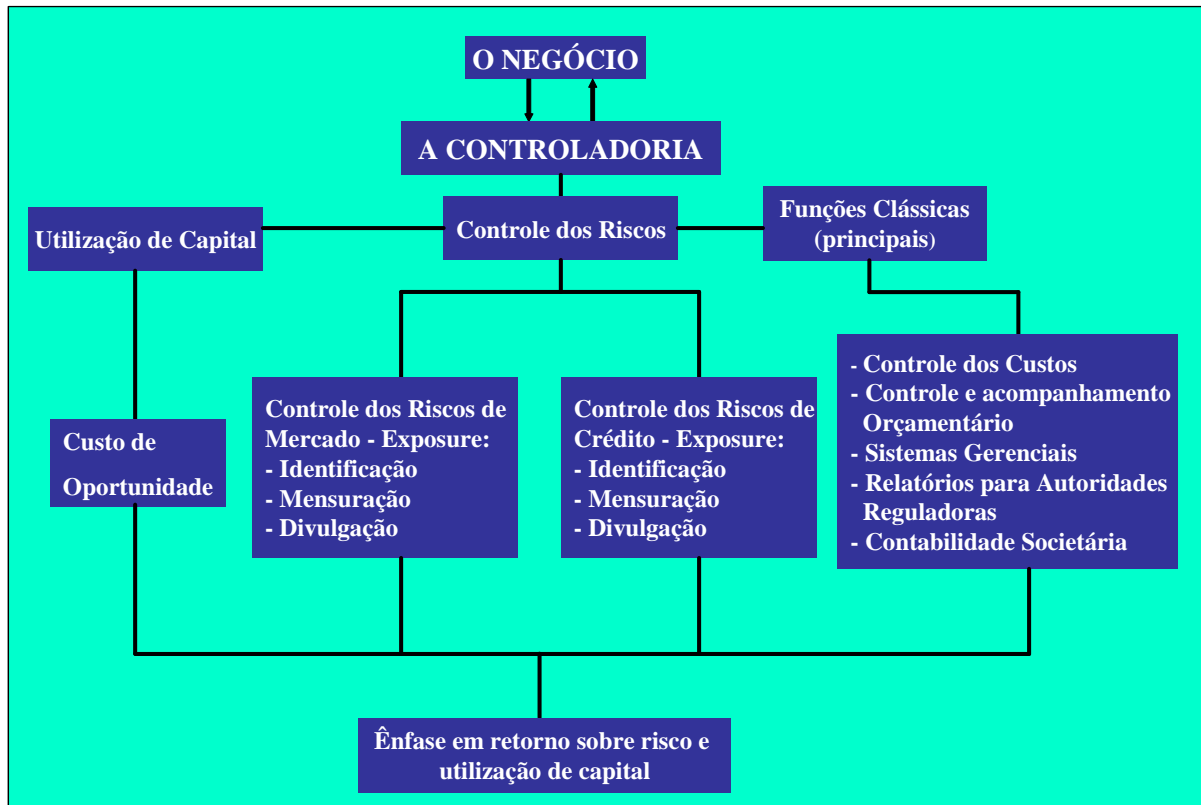 O NEGÓCIO
A CONTROLADORIA
Utilização de Capital
Controle dos Riscos
Funções Clássicas
(principais)
Custo de
Oportunidade
Controle dos Riscos de
Mercado - Exposure:
- Identificação
- Mensuração
- Divulgação
Controle dos Riscos de
Crédito - Exposure:
- Identificação
- Mensuração
- Divulgação
- Controle dos Custos
- Controle e acompanhamento
Orçamentário
- Sistemas Gerenciais
- Relatórios para Autoridades
Reguladoras
- Contabilidade Societária
Ênfase em retorno sobre risco e
utilização de capital